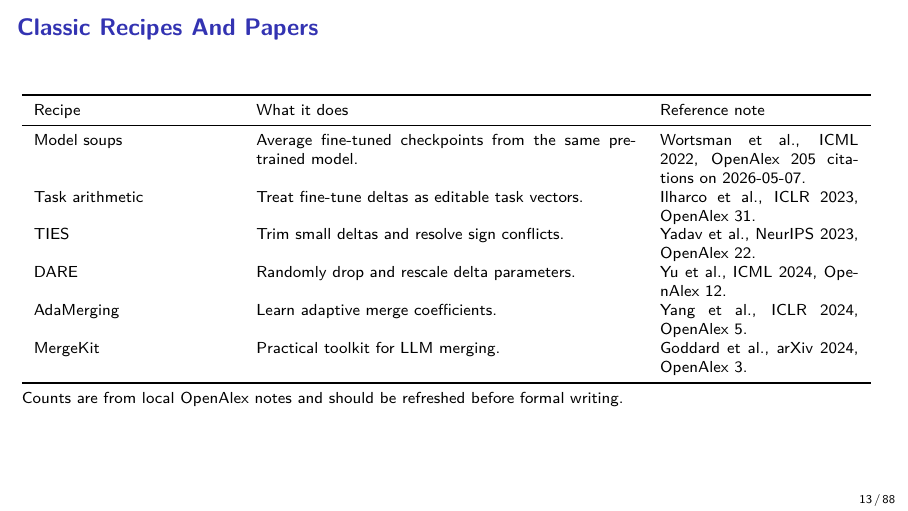 Classic Recipes And Papers
Recipe What it does Reference note
Model soups Average fine-tuned checkpoints from the same pre- Wortsman et al., ICML
trained model. 2022, OpenAlex 205 cita-
tions on 2026-05-07.
Task arithmetic Treat fine-tune deltas as editable task vectors. Ilharco et al., ICLR 2023,
OpenAlex 31.
TIES Trim small deltas and resolve sign conflicts. Yadav et al., NeurIPS 2023,
OpenAlex 22.
DARE Randomly drop and rescale delta parameters. Yu et al., ICML 2024, Ope-
nAlex 12.
AdaMerging Learn adaptive merge coefficients. Yang et al., ICLR 2024,
OpenAlex 5.
MergeKit Practical toolkit for LLM merging. Goddard et al., arXiv 2024,
OpenAlex 3.
Counts are from local OpenAlex notes and should be refreshed before formal writing.
13 / 88